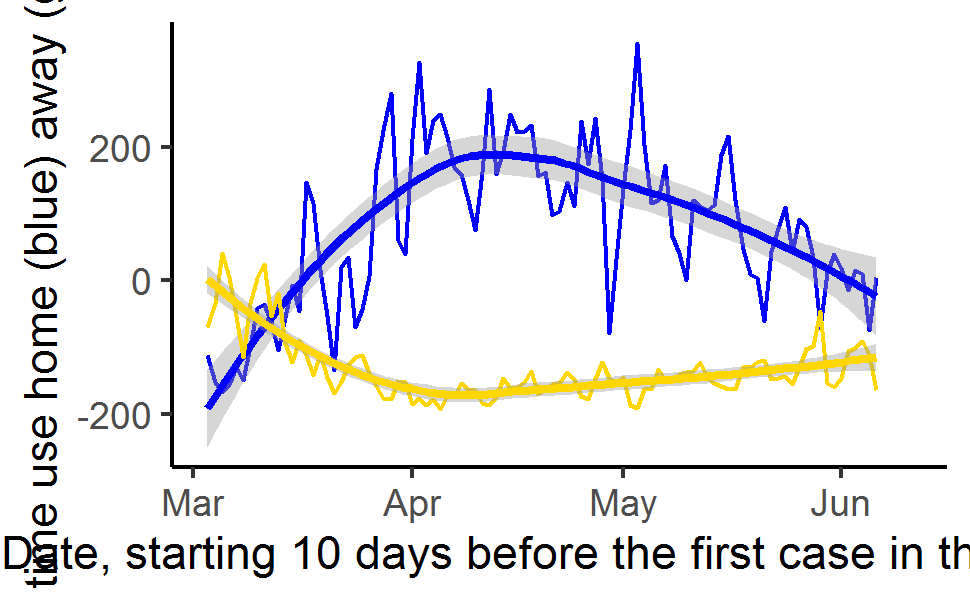 time use home (blue) away (
200
0
-200
Mar Apr May Jun
Date, starting 10 days before the first case in th